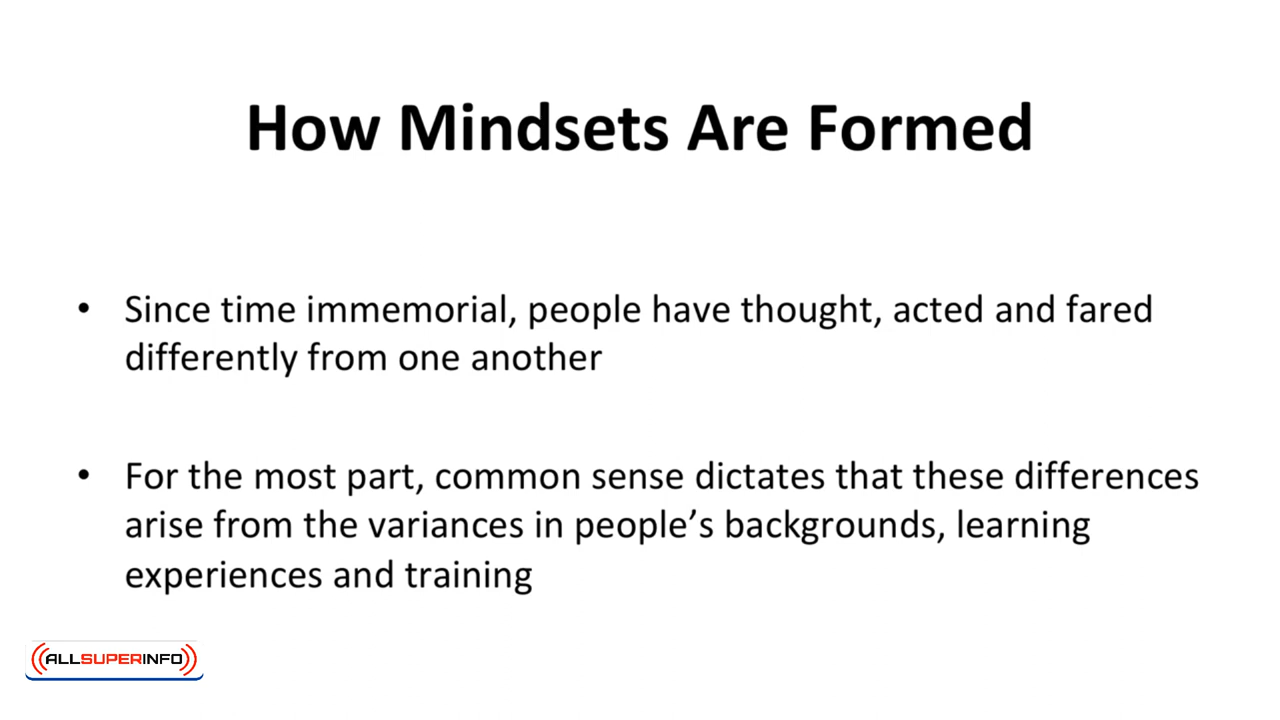 How Mindsets Are Formed
• Since time immemorial, people have thought, acted and fared
differently from one another
• For the most part, common sense dictates that these differences
arise from the variances in people’s backgrounds, learning
experiences and training
ALLSUPERINFO